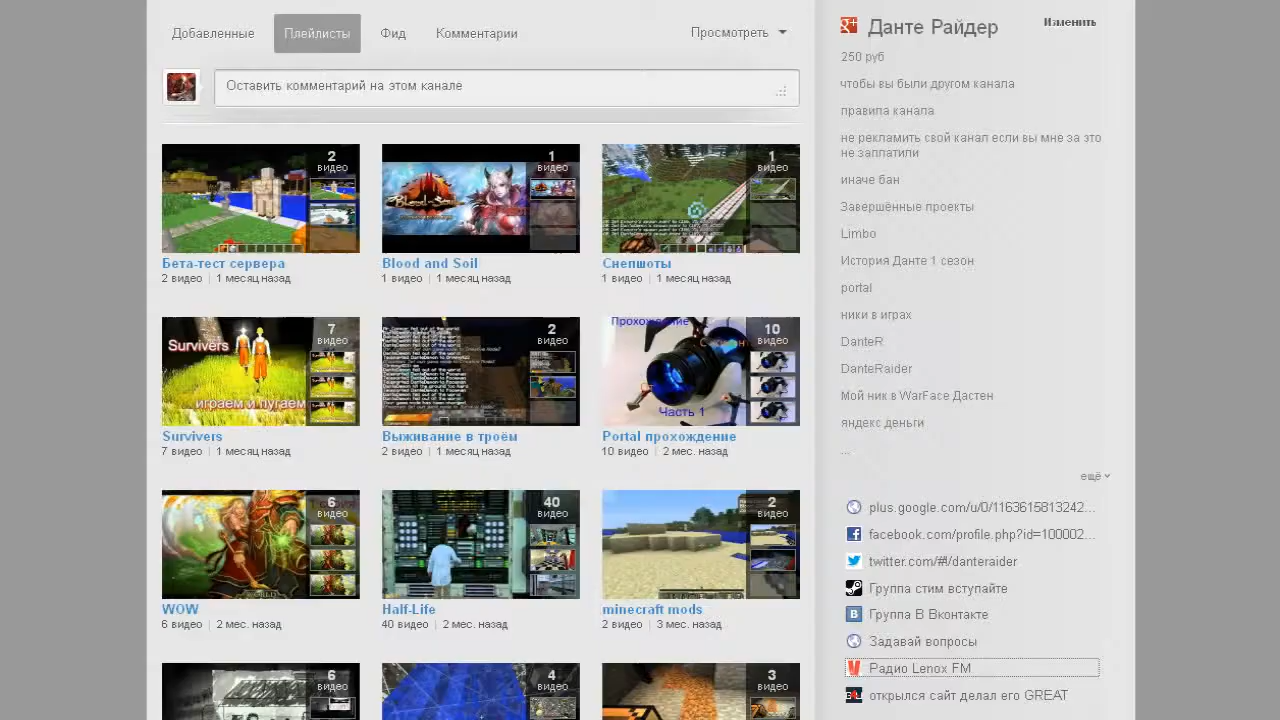 Добавленные
Плейлисты
Фид
Комментарии
Просмотреть
Оставить комментарий на этом канале
2
видео
1
видео
1
видео
Бета-тест сервера
2 видео | 1 месяц назад
Blood and Soil
1 видео | 1 месяц назад
Снепшоты
1 видео | 1 месяц назад
Survivers
играем и пугаем
7
видео
2
видео
Прохождение
Часть 1
10
видео
Survivers
7 видео | 1 месяц назад
Выживание в троём
2 видео | 1 месяц назад
Portal прохождение
10 видео | 2 мес. назад
6
видео
40
видео
2
видео
WOW
6 видео | 2 мес. назад
Half-Life
40 видео | 2 мес. назад
minecraft mods
2 видео | 3 мес. назад
6
видео
4
видео
3
видео
Данте Райдер
Изменить
250 руб
чтобы вы были другом канала
правила канала
не рекламить свой канал если вы мне за это
не заплатили
иначе бан
Завершённые проекты
Limbo
История Данте 1 сезон
portal
ники в играх
DanteR
DanteRaider
Мой ник в WarFace Дастен
яндекс деньги
...
ещё
plus.google.com/u/0/1163615813242...
facebook.com/profile.php?id=100002...
twitter.com/#!/danteraider
Группа стим вступайте
Группа В Вконтакте
Задавай вопросы
Радио Lenox FM
открылся сайт делал его GREAT